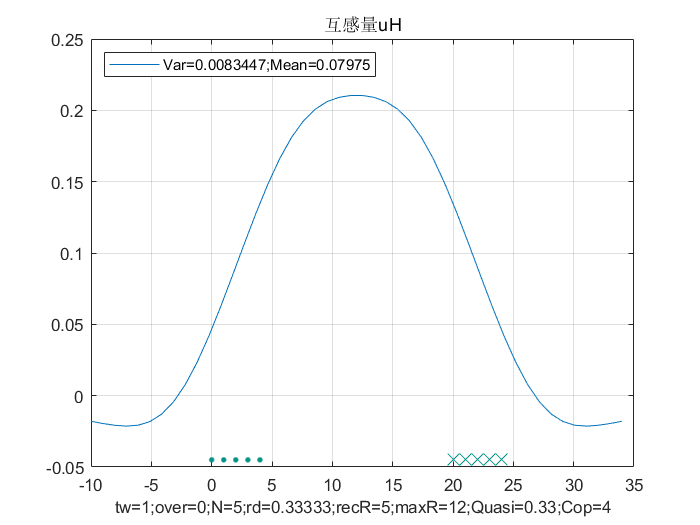 互感量uH
0.25
Var=0.0083447;Mean=0.07975
0.2
0.15
0.1
0.05
0
-0.05
-10 -5 0 5 10 15 20 25 30 35
tw=1;over=0;N=5;rd=0.33333;recR=5;maxR=12;Quasi=0.33;Cop=4